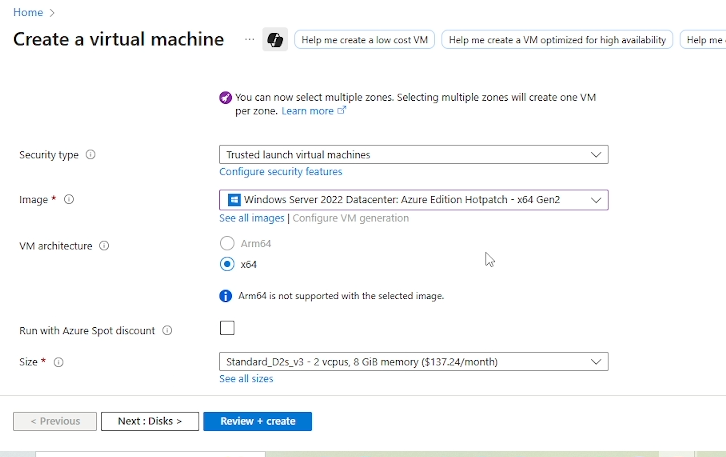 Home >
Create a virtual machine ... Help me create a low cost VM Help me create a VM optimized for high availability Help me
You can now select multiple zones. Selecting multiple zones will create one VM
per zone. Learn more
Security type Trusted launch virtual machines
Configure security features
Image * Windows Server 2022 Datacenter: Azure Edition Hotpatch - x64 Gen2
See all images | Configure VM generation
VM architecture Arm64
x64
Arm64 is not supported with the selected image.
Run with Azure Spot discount
Size * Standard_D2s_v3 - 2 vcpus, 8 GiB memory ($137.24/month)
See all sizes
< Previous Next : Disks > Review + create